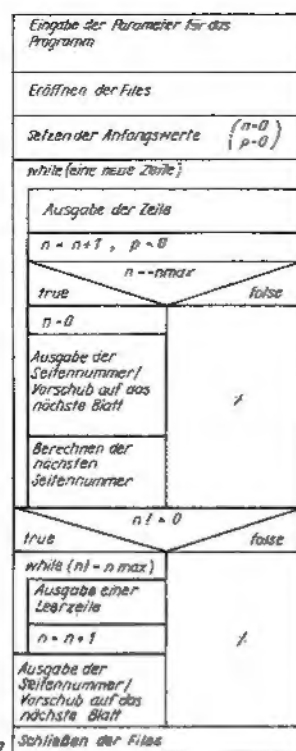 Eingabe der Parameter für das
Programm
Eröffnen der Files
Setzen der Anfangswerte (n=0
p=0)
while (eine neue Zeile)
Ausgabe der Zeile
n = n+1 , p = 0
n==nmax
true false
n=0
Ausgabe der
Seitennummer/
Vorschub auf das
nächste Blatt
Berechnen der
nächsten
Seitennummer
n!=0
true false
while (n!=nmax)
Ausgabe einer
Leerzeile
n=n+1
Ausgabe der
Seitennummer/
Vorschub auf das
nächste Blatt
Schließen der Files